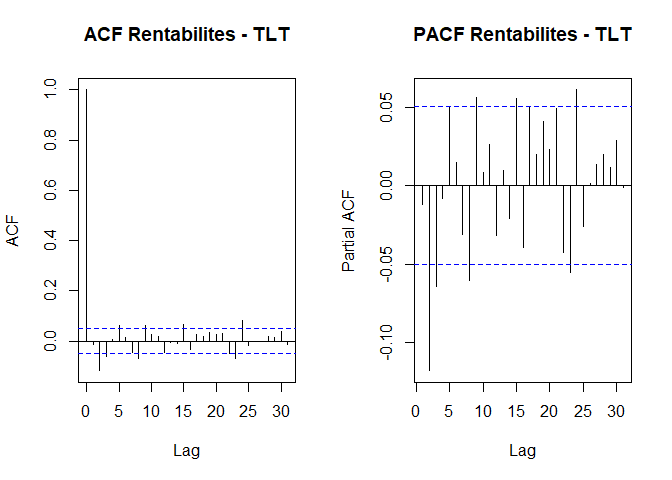 ACF Rentabilites - TLT
ACF
0.0 0.2 0.4 0.6 0.8 1.0
0 5 10 15 20 25 30
Lag
PACF Rentabilites - TLT
Partial ACF
-0.10 -0.05 0.00 0.05
0 5 10 15 20 25 30
Lag